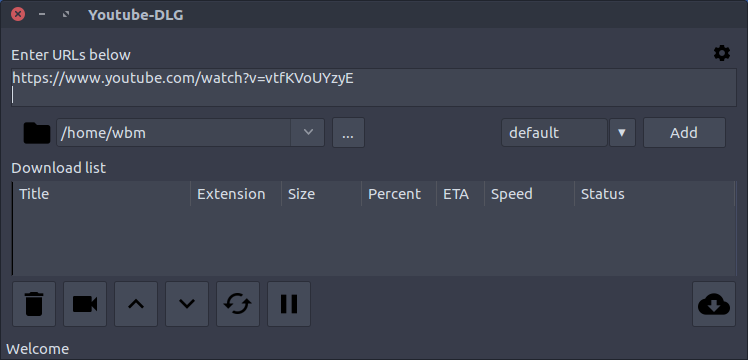 Youtube-DLG
Enter URLs below
https://www.youtube.com/watch?v=vtfKVoUYzyE
/home/wbm ... default Add
Download list
Title Extension Size Percent ETA Speed Status
Welcome